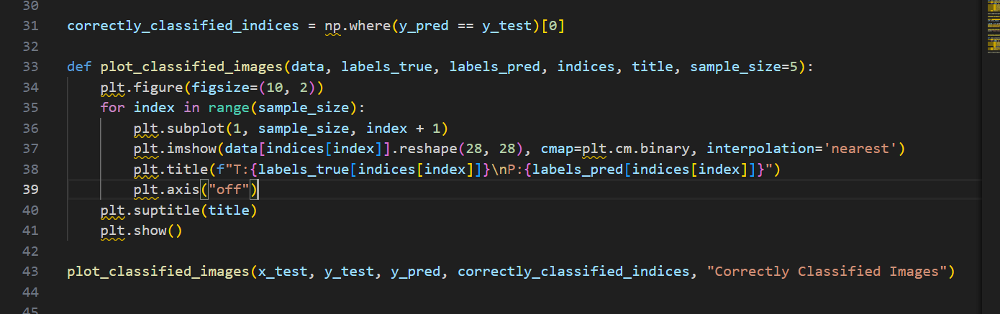 30
31 correctly_classified_indices = np.where(y_pred == y_test)[0]
32
33 def plot_classified_images(data, labels_true, labels_pred, indices, title, sample_size=5):
34     plt.figure(figsize=(10, 2))
35     for index in range(sample_size):
36         plt.subplot(1, sample_size, index + 1)
37         plt.imshow(data[indices[index]].reshape(28, 28), cmap=plt.cm.binary, interpolation='nearest')
38         plt.title(f"T:{labels_true[indices[index]]}\nP:{labels_pred[indices[index]]}")
39         plt.axis("off")
40     plt.suptitle(title)
41     plt.show()
42
43 plot_classified_images(x_test, y_test, y_pred, correctly_classified_indices, "Correctly Classified Images")
44
45